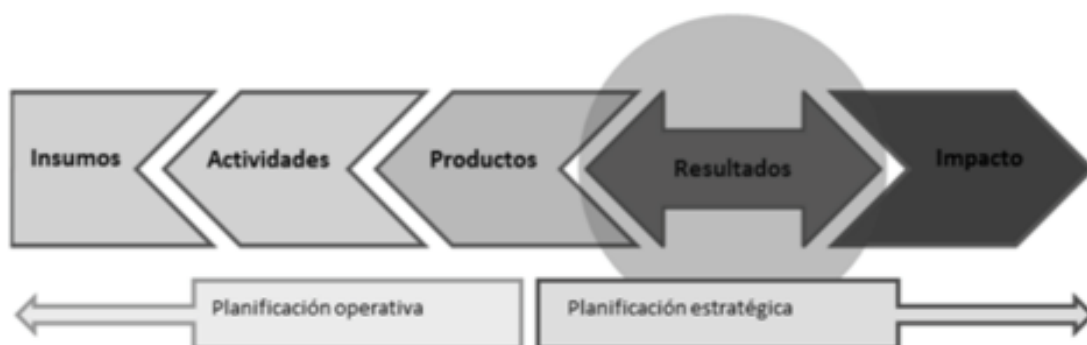 Insumos
Actividades
Productos
Resultados
Impacto
Planificación operativa
Planificación estratégica